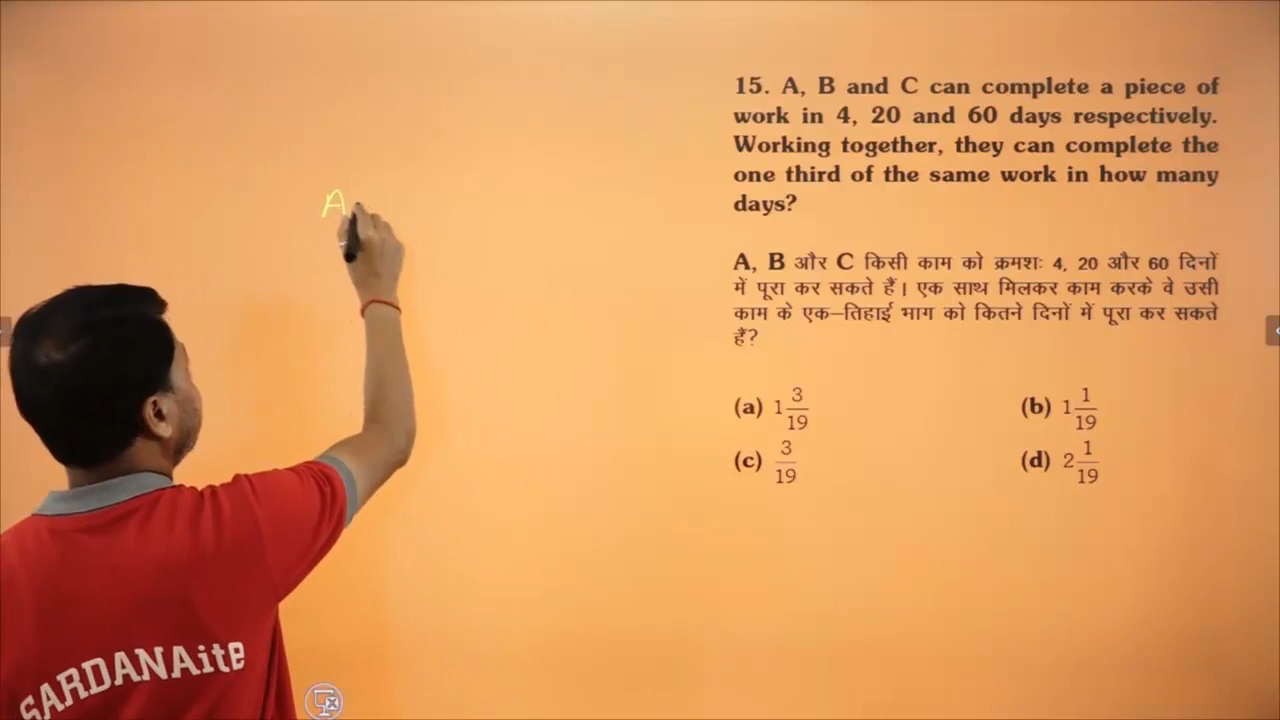 15. A, B and C can complete a piece of
work in 4, 20 and 60 days respectively.
Working together, they can complete the
one third of the same work in how many
days?
A, B और C किसी काम को क्रमशः 4, 20 और 60 दिनों
में पूरा कर सकते हैं। एक साथ मिलकर काम करके वे उसी
काम के एक–तिहाई भाग को कितने दिनों में पूरा कर सकते
हैं?
(a) 1 3/19 (b) 1 1/19
(c) 3/19 (d) 2 1/19
A
SARDANAite